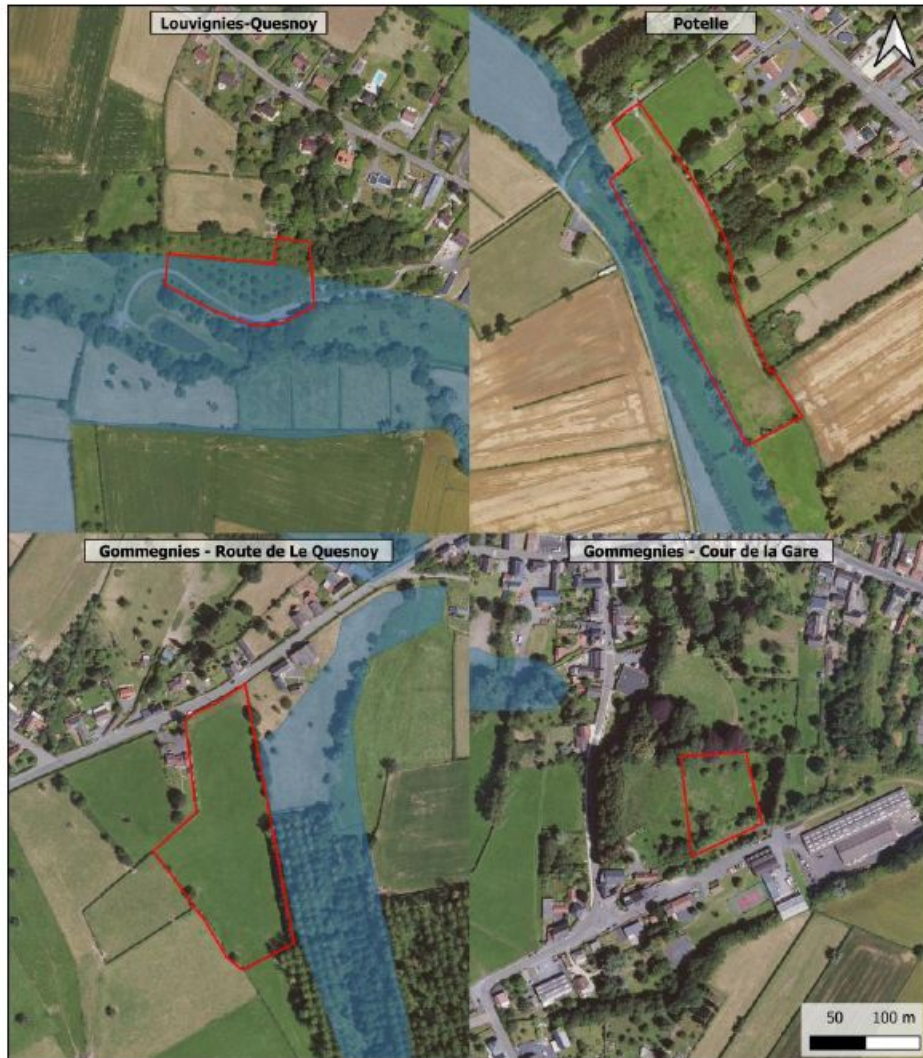 Louvignies-Quesnoy
Potelle
Gommegnies - Route de Le Quesnoy
Gommegnies - Cour de la Gare
50 100 m